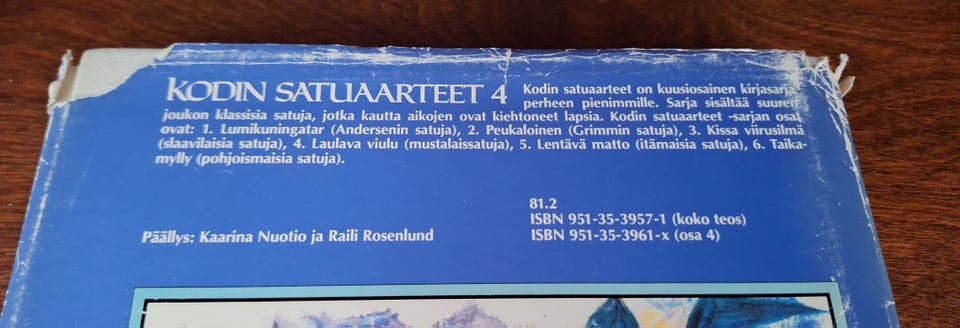 KODIN SATUAARTEET 4 Kodin satuaarteet on kuusiosainen kirjasarja
perheen pienimmille. Sarja sisältää suuren
joukon klassisia satuja, jotka kautta aikojen ovat kiehtoneet lapsia. Kodin satuaarteet -sarjan osat
ovat: 1. Lumikuningatar (Andersenin satuja), 2. Peukaloinen (Grimmin satuja), 3. Kissa viirusilmä
(slaavilaisia satuja), 4. Laulava viulu (mustalaissatuja), 5. Lentävä matto (itämaisia satuja), 6. Taika-
mylly (pohjoismaisia satuja).
81.2
ISBN 951-35-3957-1 (koko teos)
Päällys: Kaarina Nuotio ja Raili Rosenlund
ISBN 951-35-3961-x (osa 4)